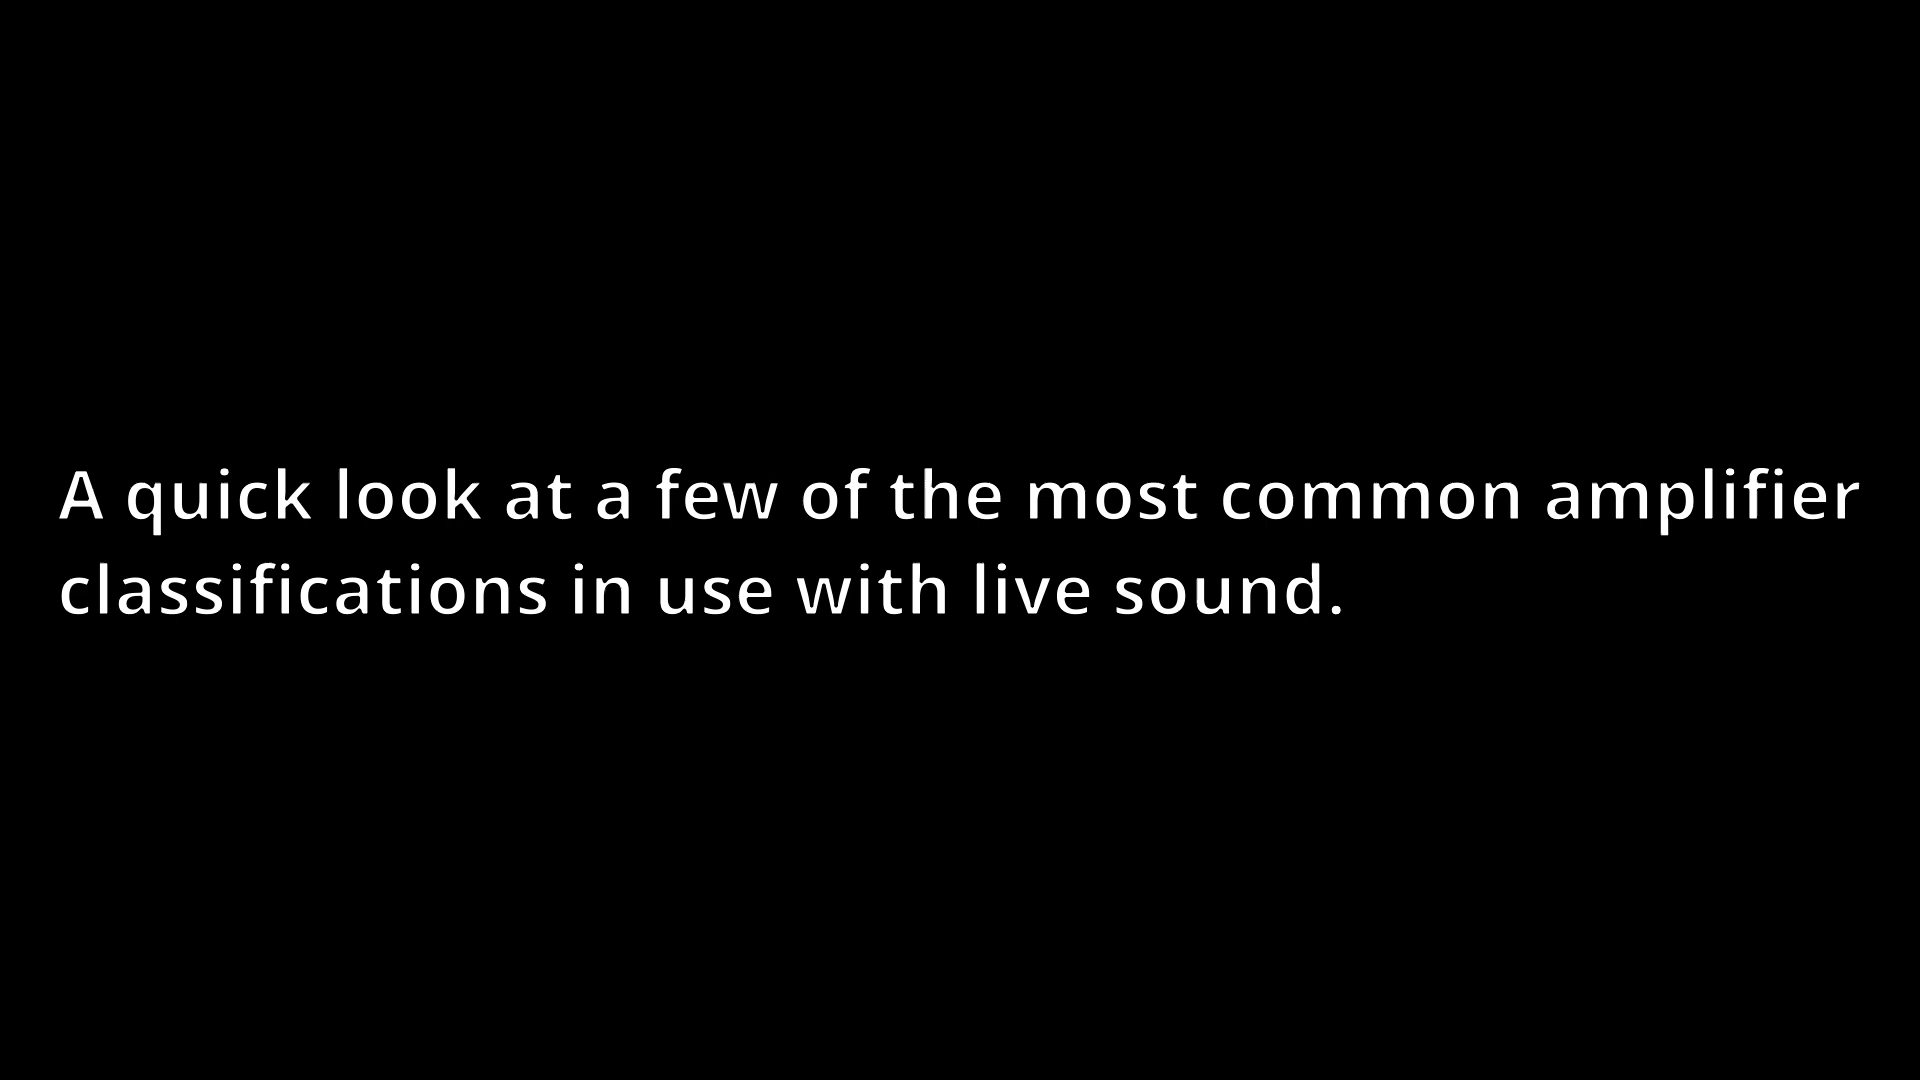 A quick look at a few of the most common amplifier
classifications in use with live sound.